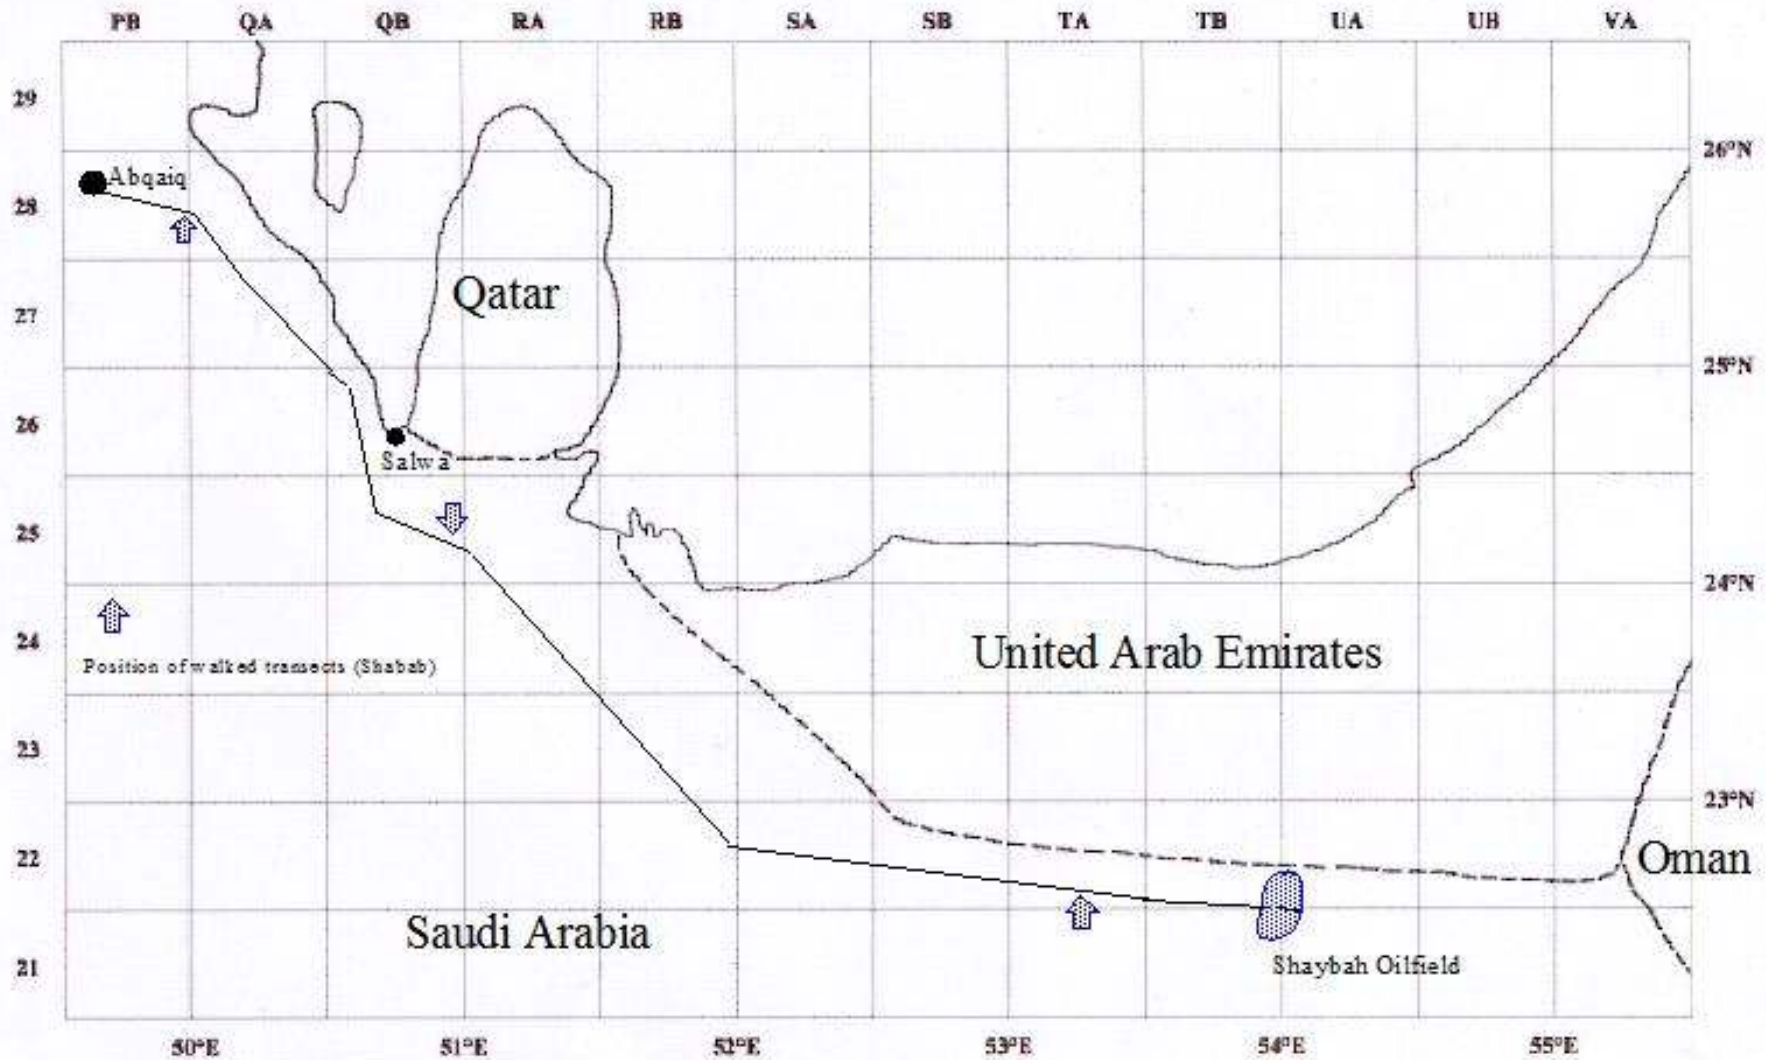 PB QA QB RA RB SA SB TA TB UA UB VA
29
26°N
Abqaiq
28
Qatar
27
25°N
26
Salwa
25
24°N
24
United Arab Emirates
Position of walked transects (Shabab)
23
23°N
22
Oman
Saudi Arabia
21
Shaybah Oilfield
50°E 51°E 52°E 53°E 54°E 55°E